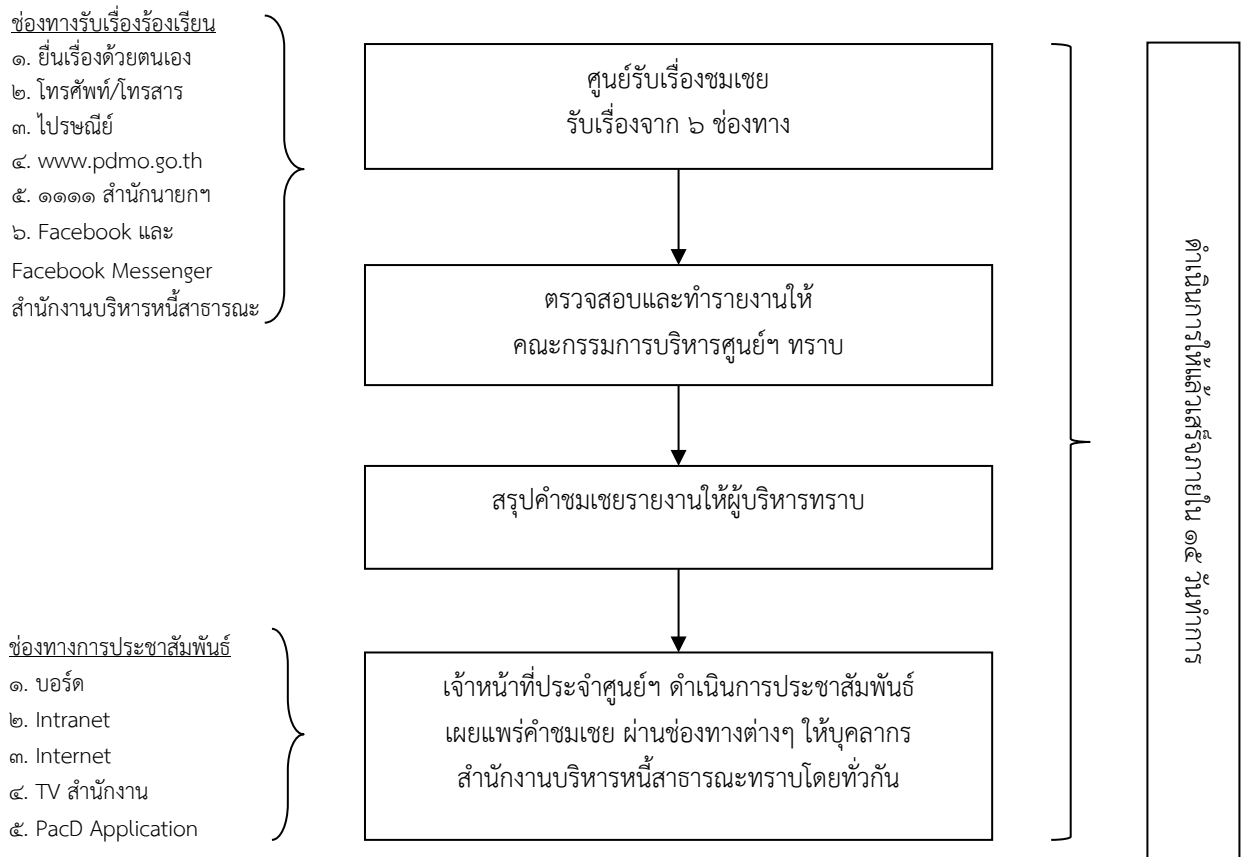 ช่องทางรับเรื่องร้องเรียน
๑. ยื่นเรื่องด้วยตนเอง
๒. โทรศัพท์/โทรสาร
๓. ไปรษณีย์
๔. www.pdmo.go.th
๕. ๑๑๑๑ สำนักนายกฯ
๖. Facebook และ
Facebook Messenger
สำนักงานบริหารหนี้สาธารณะ
ศูนย์รับเรื่องชมเชย
รับเรื่องจาก ๖ ช่องทาง
ตรวจสอบและทำรายงานให้
คณะกรรมการบริหารศูนย์ฯ ทราบ
สรุปคำชมเชยรายงานให้ผู้บริหารทราบ
ช่องทางการประชาสัมพันธ์
๑. บอร์ด
๒. Intranet
๓. Internet
๔. TV สำนักงาน
๕. PacD Application
เจ้าหน้าที่ประจำศูนย์ฯ ดำเนินการประชาสัมพันธ์
เผยแพร่คำชมเชย ผ่านช่องทางต่างๆ ให้บุคลากร
สำนักงานบริหารหนี้สาธารณะทราบโดยทั่วกัน
ดำเนินการให้แล้วเสร็จภายใน ๑๕ วันทำการ